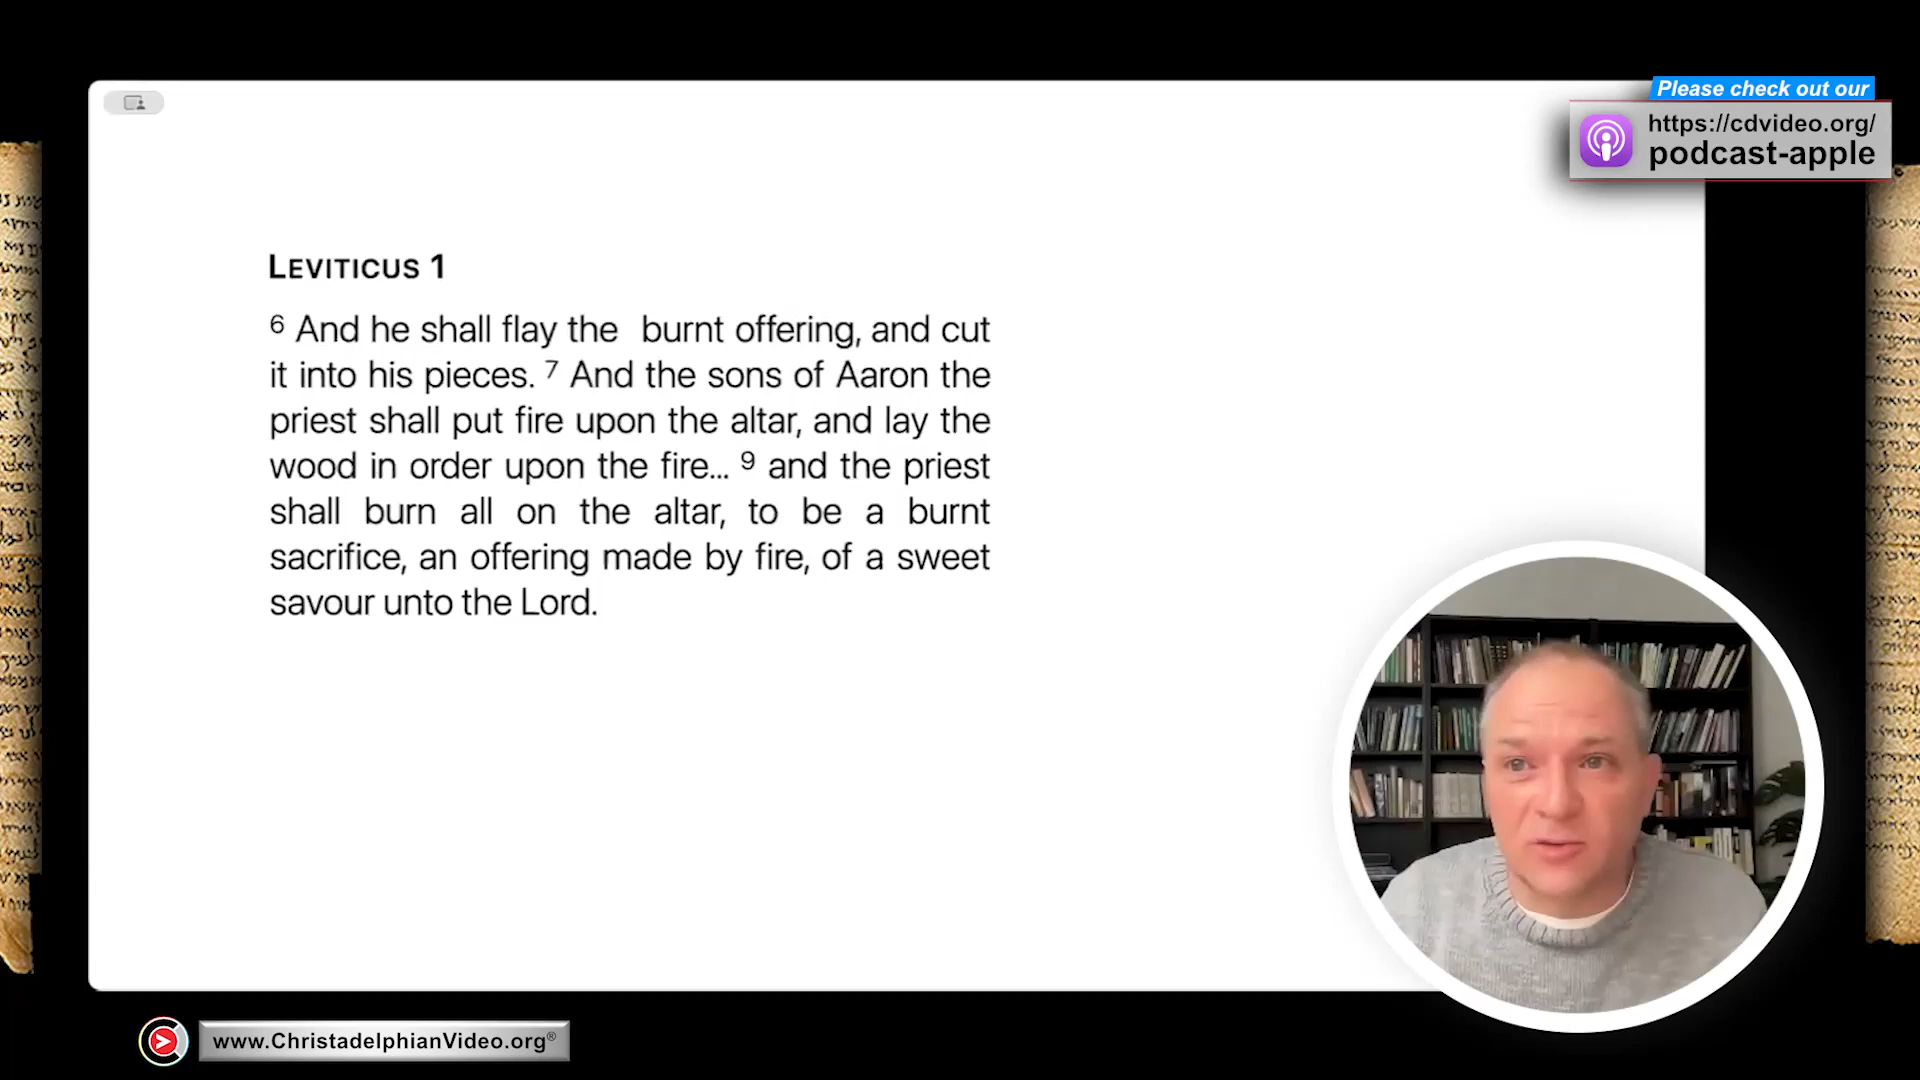 Please check out our
https://cdvideo.org/
podcast-apple
LEVITICUS 1
6 And he shall flay the burnt offering, and cut
it into his pieces. 7 And the sons of Aaron the
priest shall put fire upon the altar, and lay the
wood in order upon the fire... 9 and the priest
shall burn all on the altar, to be a burnt
sacrifice, an offering made by fire, of a sweet
savour unto the Lord.
www.ChristadelphianVideo.org®